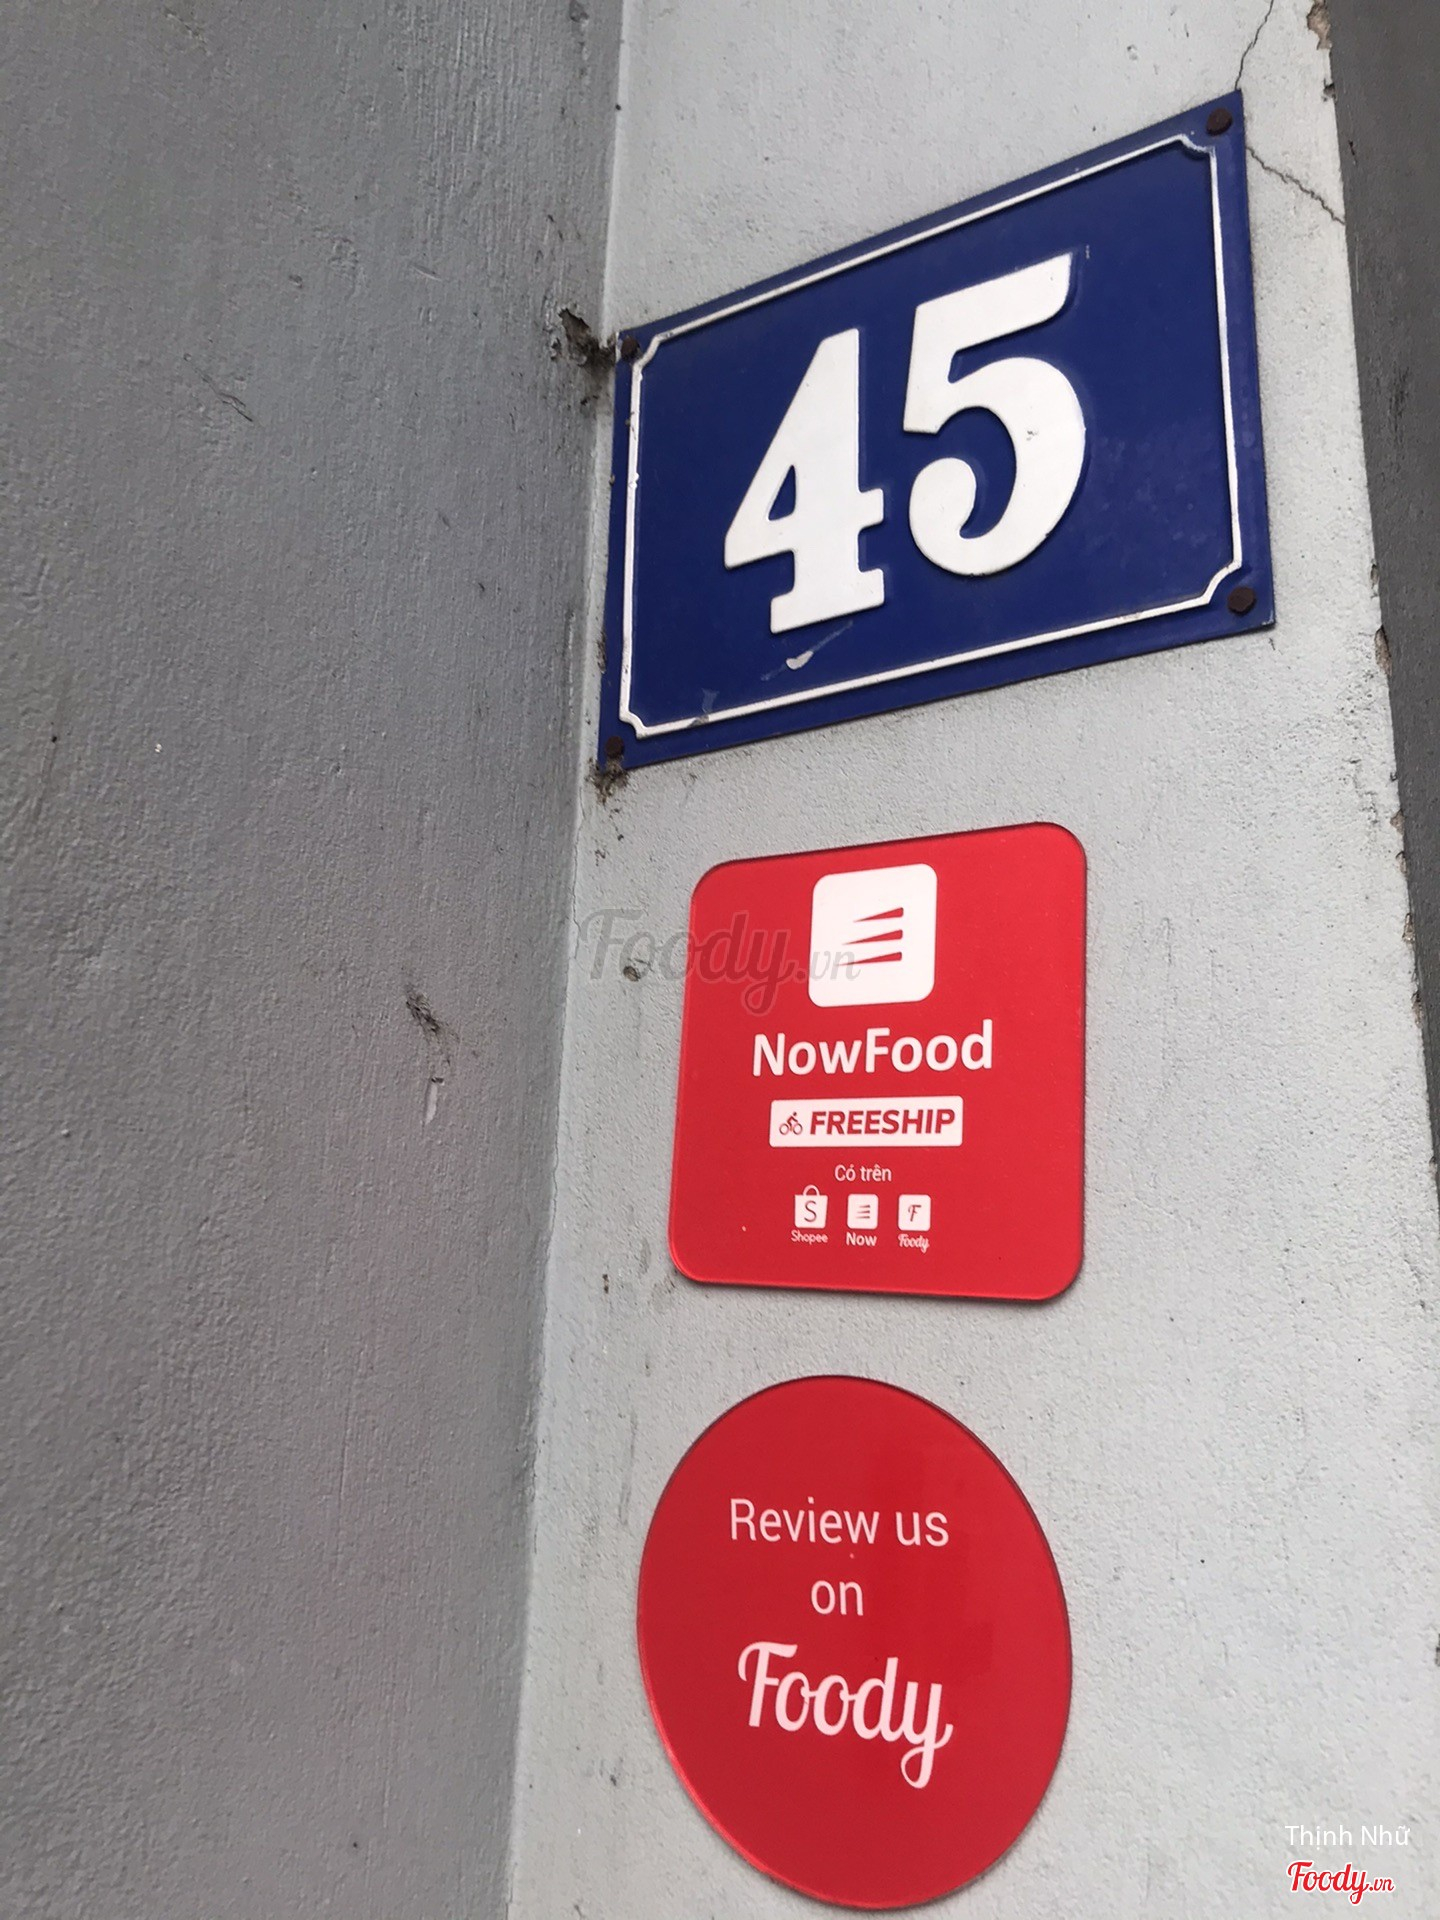 45
Foody.vn
NowFood
FREESHIP
Có trên
S F
Shopee Now Foody
Review us
on
Foody
Thịnh Nhữ
Foody.vn